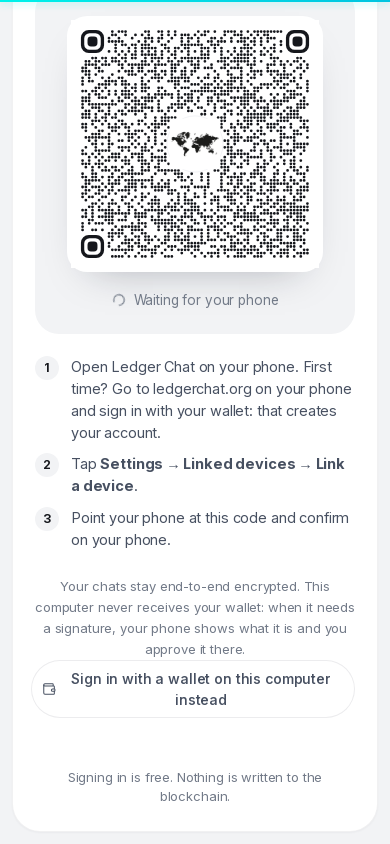 Waiting for your phone
1 Open Ledger Chat on your phone. First
time? Go to ledgerchat.org on your phone
and sign in with your wallet: that creates
your account.
2 Tap Settings → Linked devices → Link
a device.
3 Point your phone at this code and confirm
on your phone.
Your chats stay end-to-end encrypted. This
computer never receives your wallet: when it needs
a signature, your phone shows what it is and you
approve it there.
Sign in with a wallet on this computer
instead
Signing in is free. Nothing is written to the
blockchain.